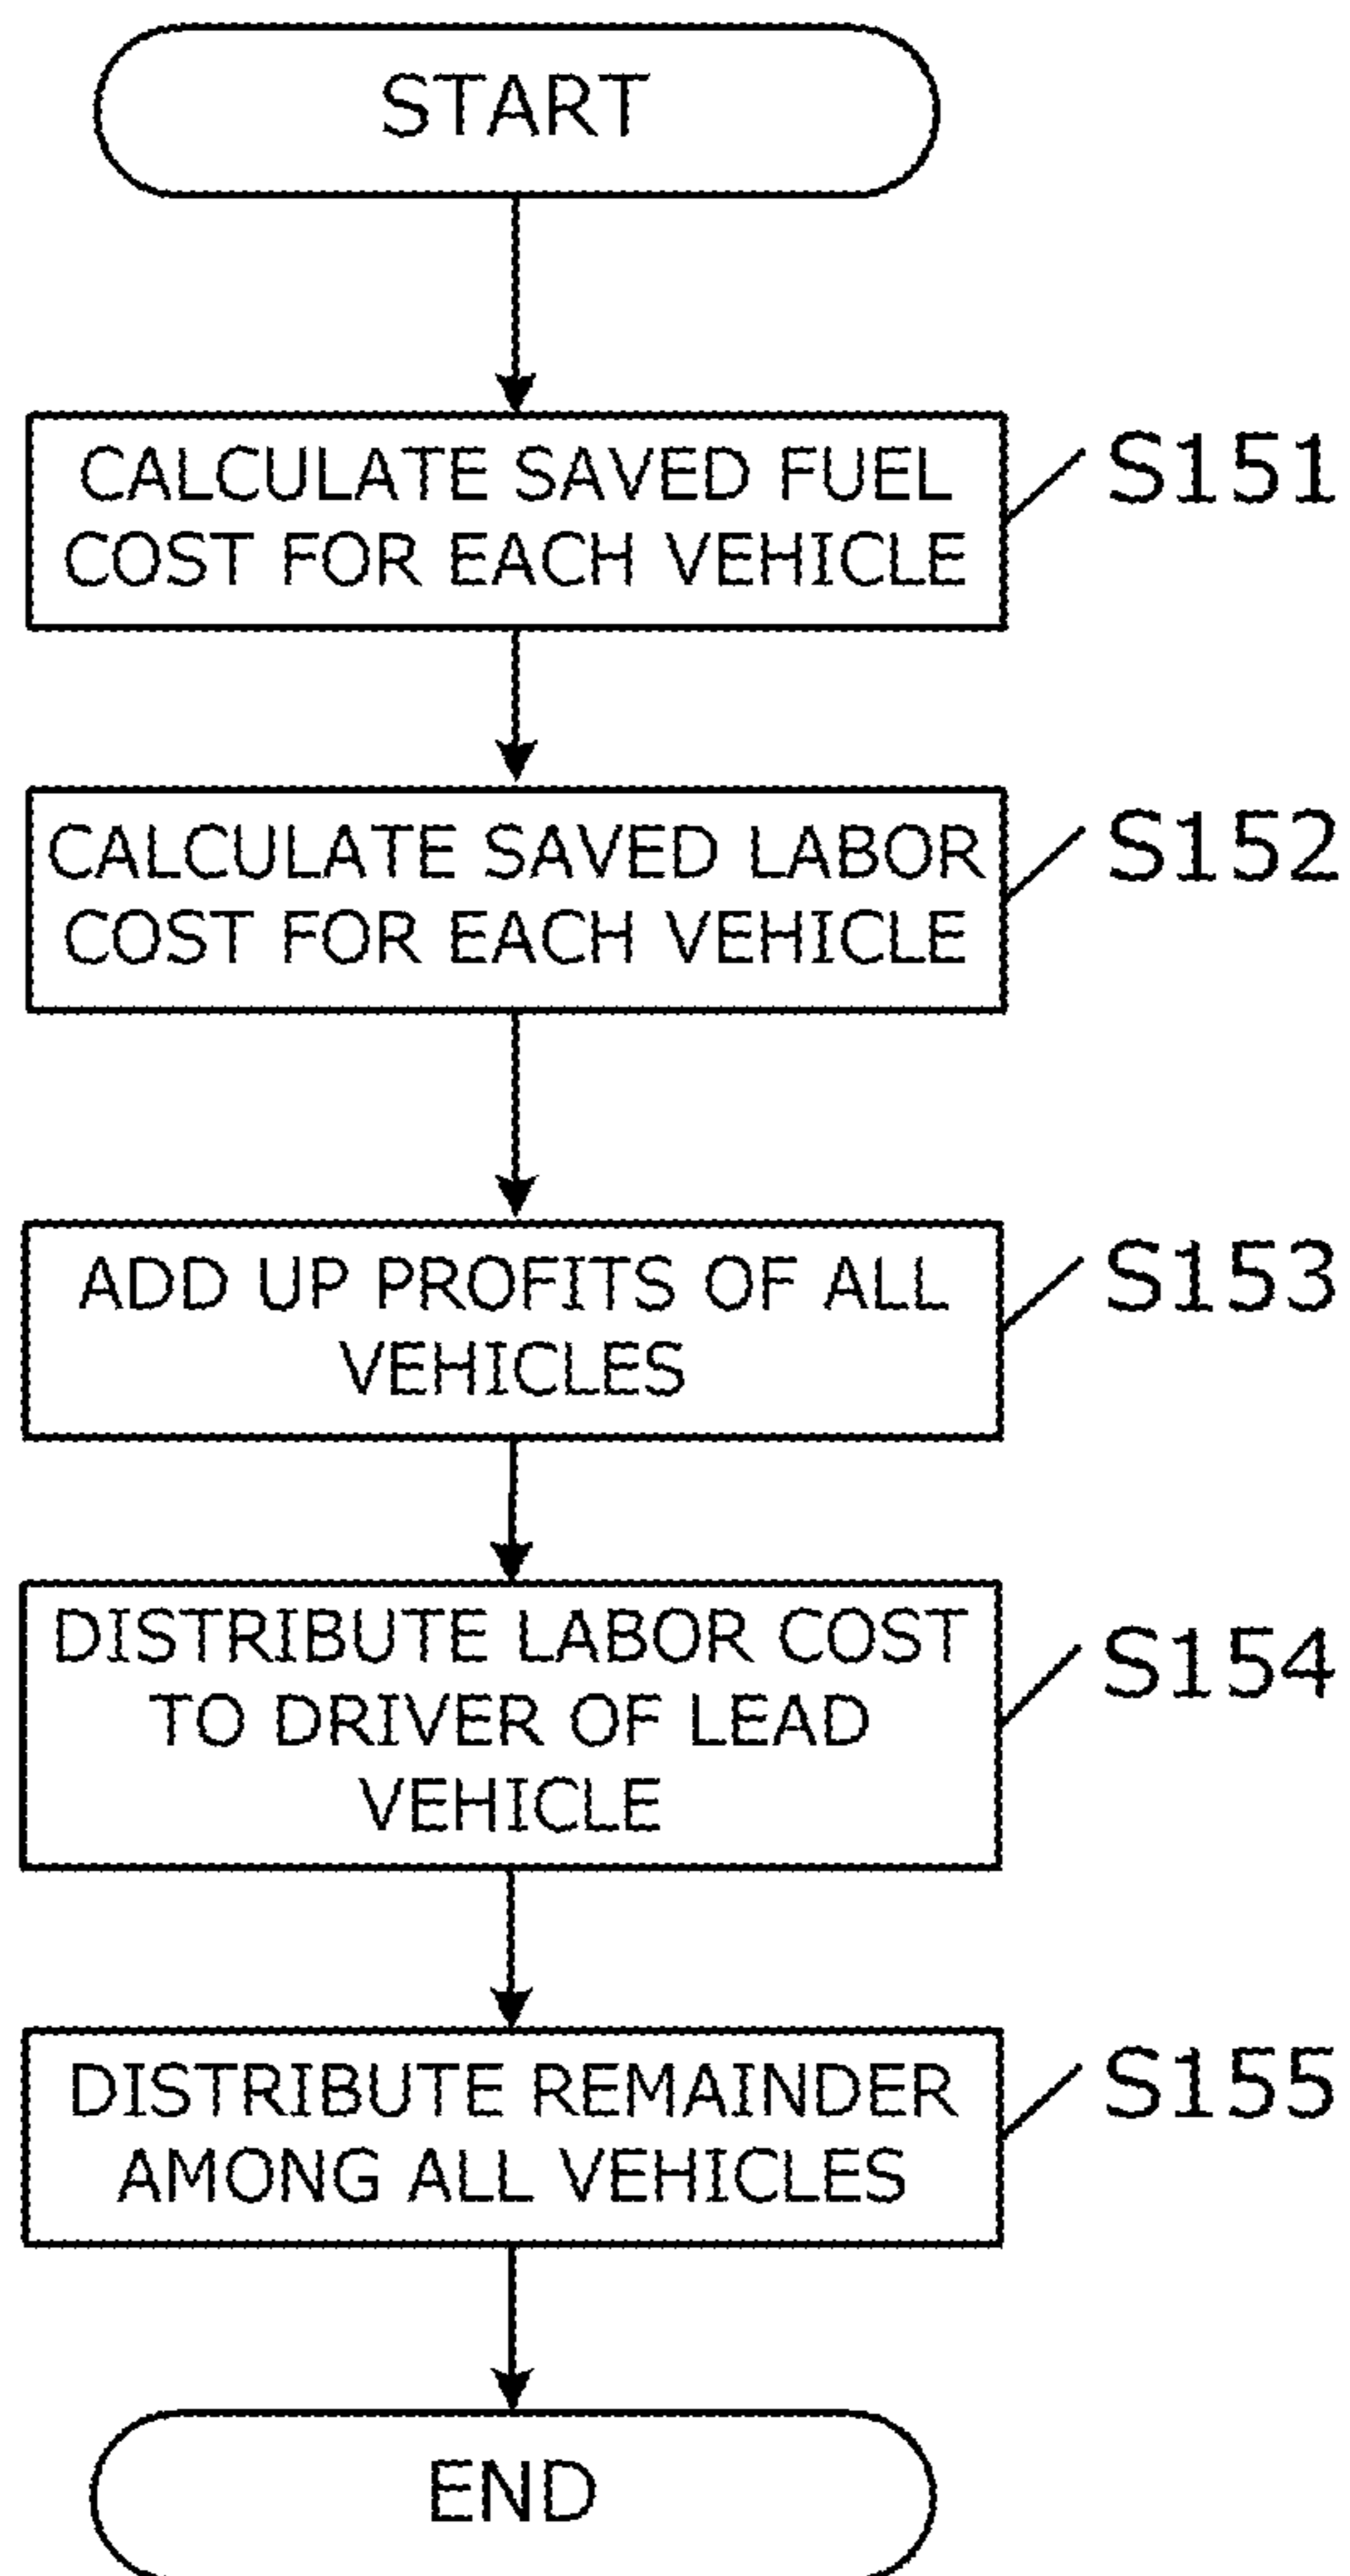 START
CALCULATE SAVED FUEL
COST FOR EACH VEHICLE
S151
CALCULATE SAVED LABOR
COST FOR EACH VEHICLE
S152
ADD UP PROFITS OF ALL
VEHICLES
S153
DISTRIBUTE LABOR COST
TO DRIVER OF LEAD
VEHICLE
S154
DISTRIBUTE REMAINDER
AMONG ALL VEHICLES
S155
END